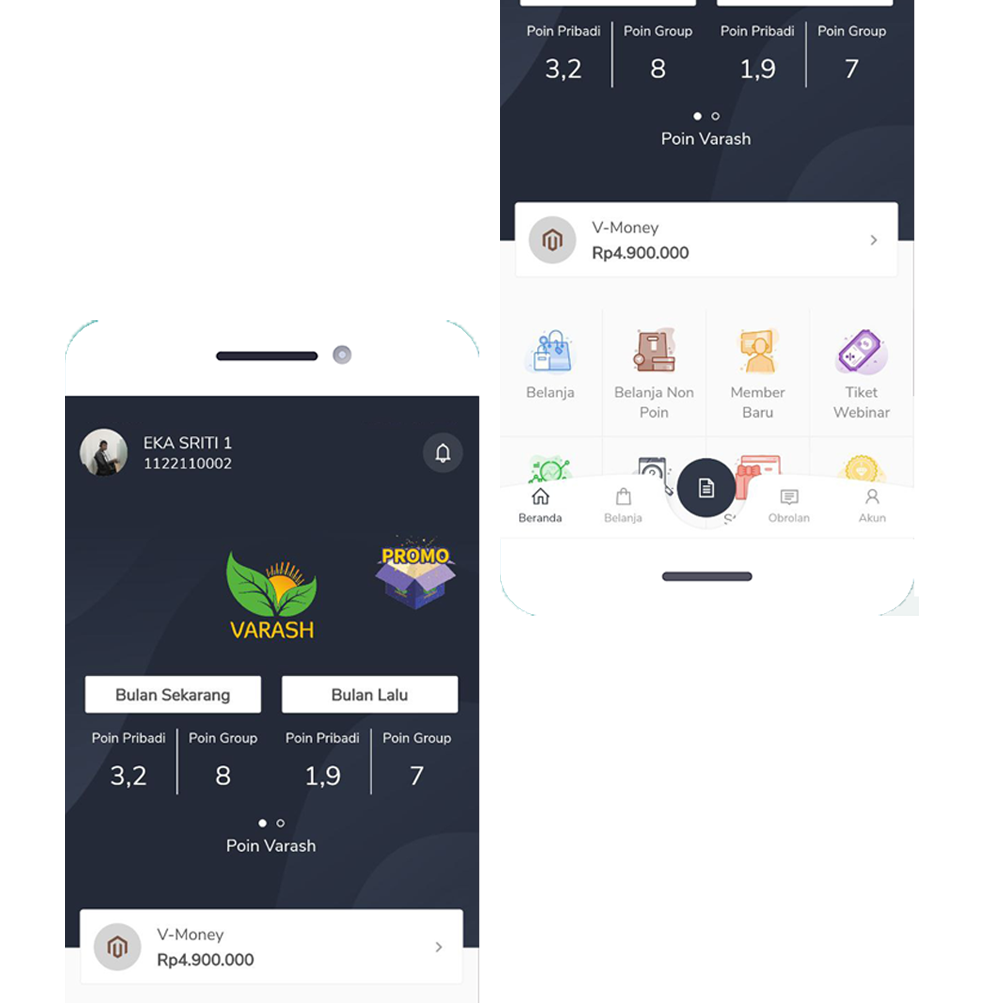 Poin Pribadi
Poin Group
Poin Pribadi
Poin Group
3,2
8
1,9
7
Poin Varash
V-Money
Rp4.900.000
Belanja
Belanja Non
Poin
Member
Baru
Tiket
Webinar
Beranda
Belanja
Obrolan
Akun
EKA SRITI 1
1122110002
PROMO
VARASH
Bulan Sekarang
Bulan Lalu
Poin Pribadi
Poin Group
Poin Pribadi
Poin Group
3,2
8
1,9
7
Poin Varash
V-Money
Rp4.900.000